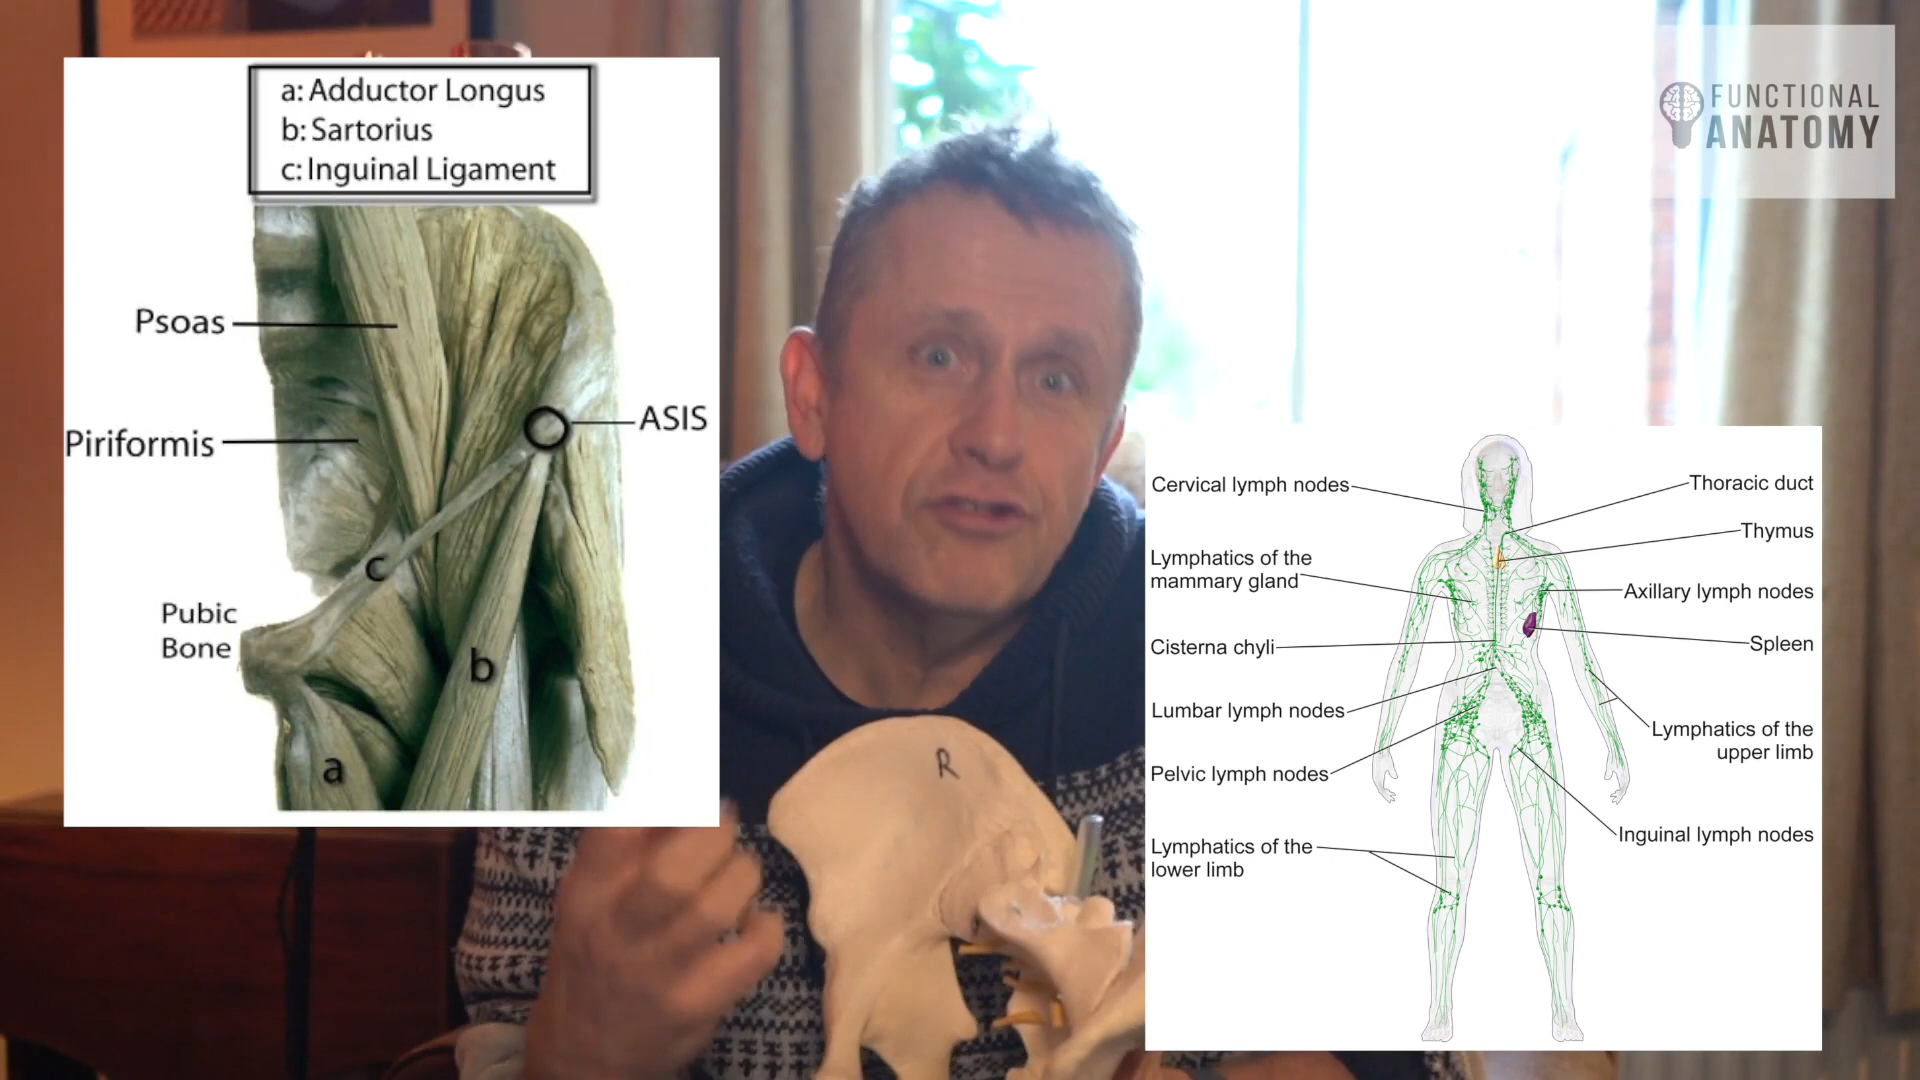 a: Adductor Longus
b: Sartorius
c: Inguinal Ligament
Psoas
Piriformis
ASIS
c
Pubic
Bone
b
a
FUNCTIONAL
ANATOMY
R
Cervical lymph nodes
Lymphatics of the
mammary gland
Cisterna chyli
Lumbar lymph nodes
Pelvic lymph nodes
Lymphatics of the
lower limb
Thoracic duct
Thymus
Axillary lymph nodes
Spleen
Lymphatics of the
upper limb
Inguinal lymph nodes